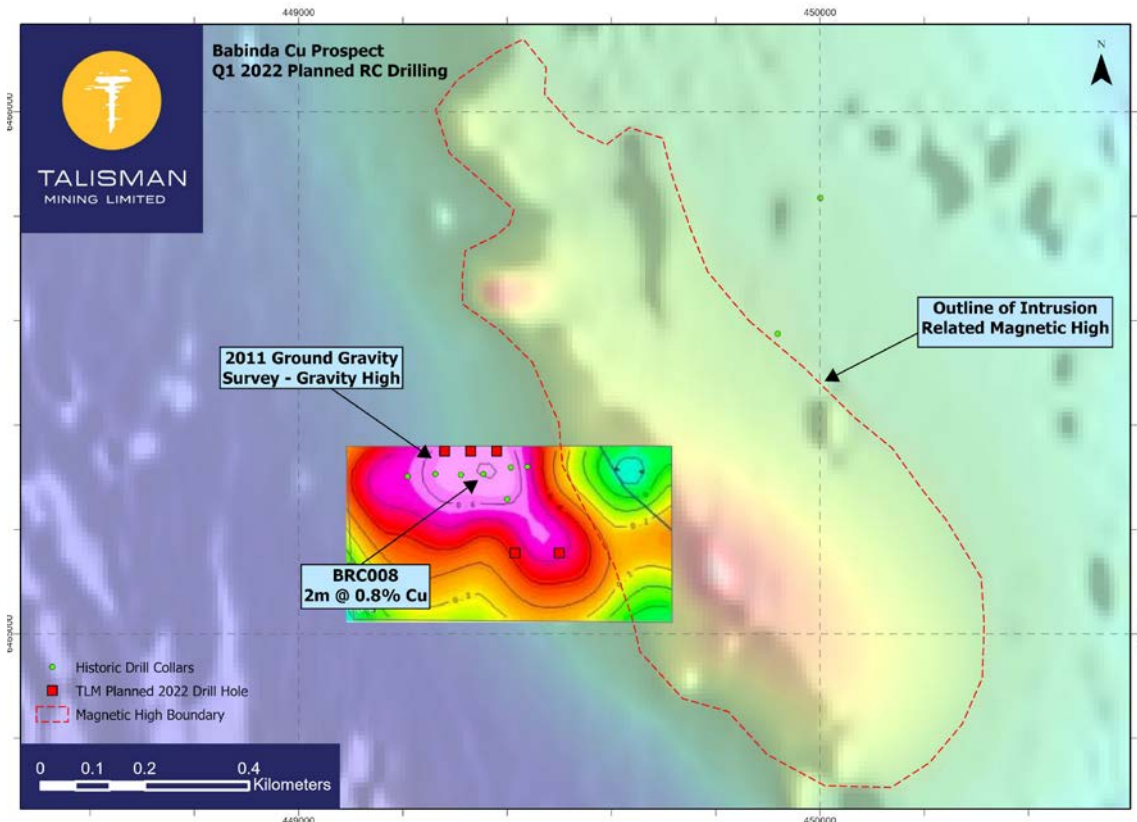 449000
450000
TALISMAN
MINING LIMITED
Babinda Cu Prospect
Q1 2022 Planned RC Drilling
N
6466000
Outline of Intrusion
Related Magnetic High
2011 Ground Gravity
Survey - Gravity High
BRC008
2m @ 0.8% Cu
6465000
Historic Drill Collars
TLM Planned 2022 Drill Hole
Magnetic High Boundary
0 0.1 0.2 0.4
Kilometers
449000
450000